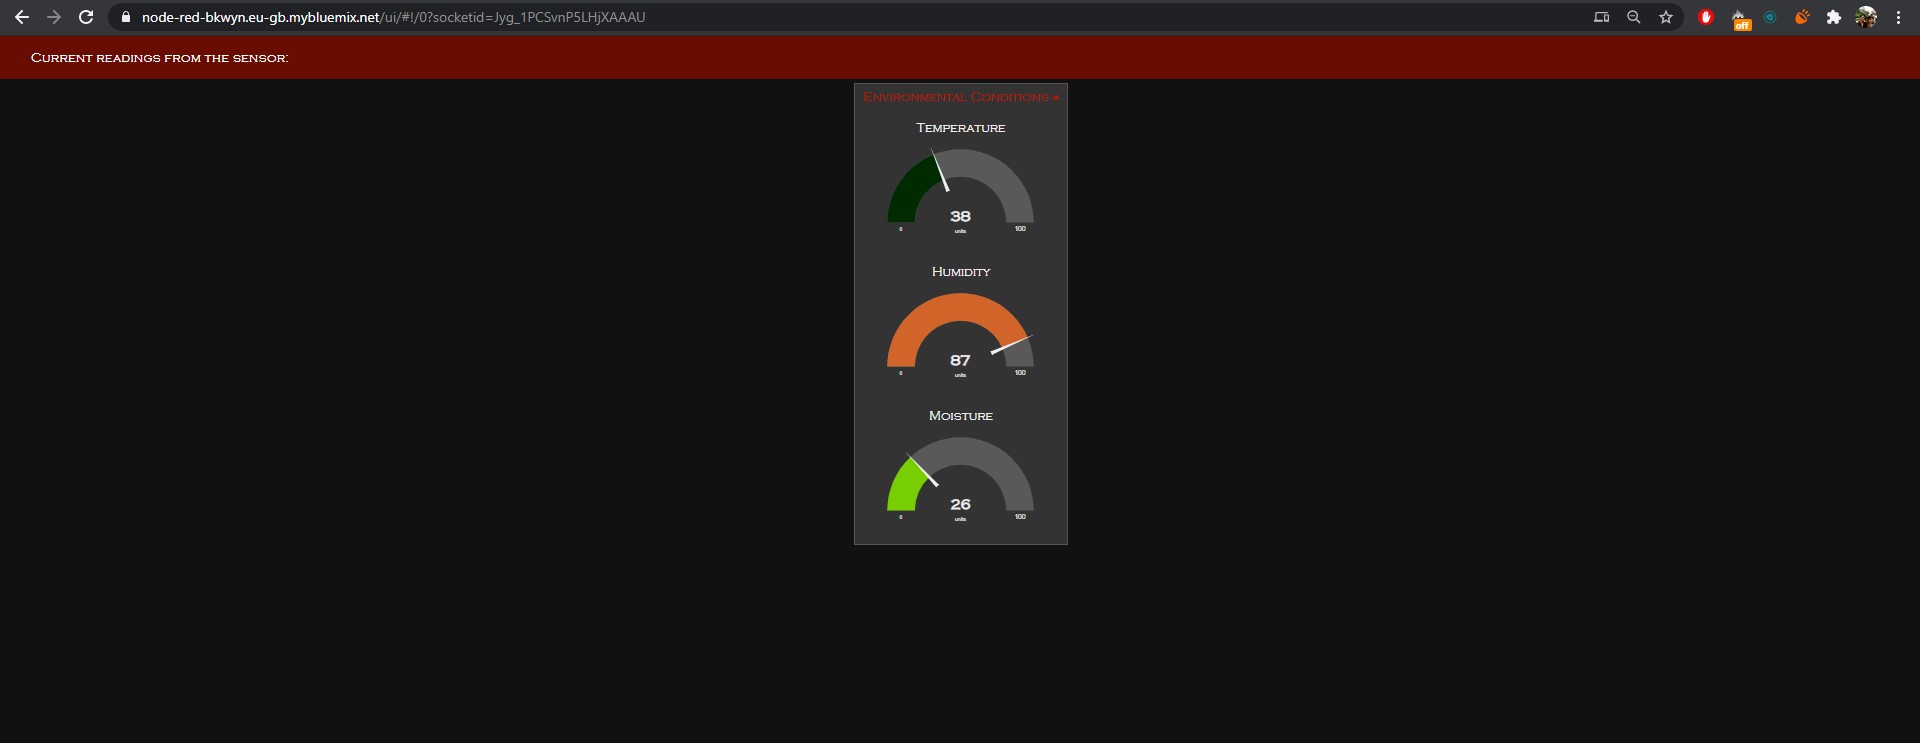 node-red-bkwyn.eu-gb.mybluemix.net/ui/#!/0?socketid=Jyg_1PCSvnP5LHjXAAAU
off
Current readings from the sensor:
Environmental Conditions
Temperature
38
units
0 100
Humidity
87
units
0 100
Moisture
26
units
0 100